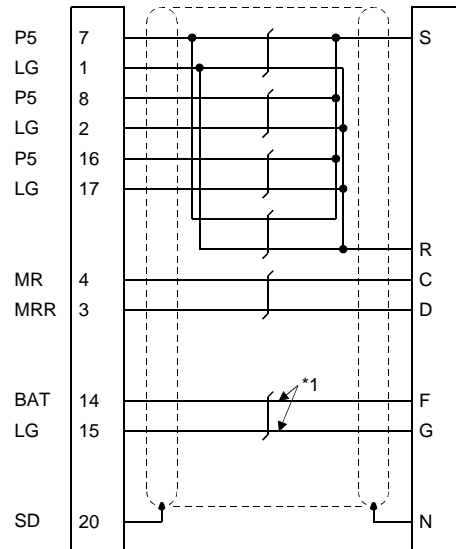 P5 7 S
LG 1
P5 8
LG 2
P5 16
LG 17
R
MR 4 C
MRR 3 D
*1
BAT 14 F
LG 15 G
SD 20 N